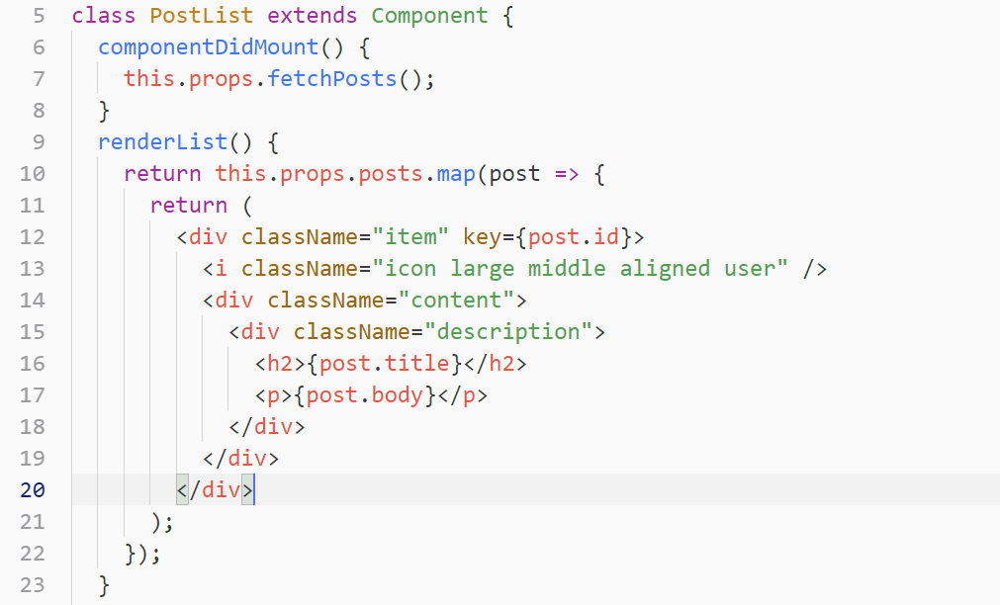 5 class PostList extends Component {
6   componentDidMount() {
7     this.props.fetchPosts();
8   }
9   renderList() {
10     return this.props.posts.map(post => {
11       return (
12         <div className="item" key={post.id}>
13           <i className="icon large middle aligned user" />
14           <div className="content">
15             <div className="description">
16               <h2>{post.title}</h2>
17               <p>{post.body}</p>
18             </div>
19           </div>
20         </div>
21       );
22     });
23   }